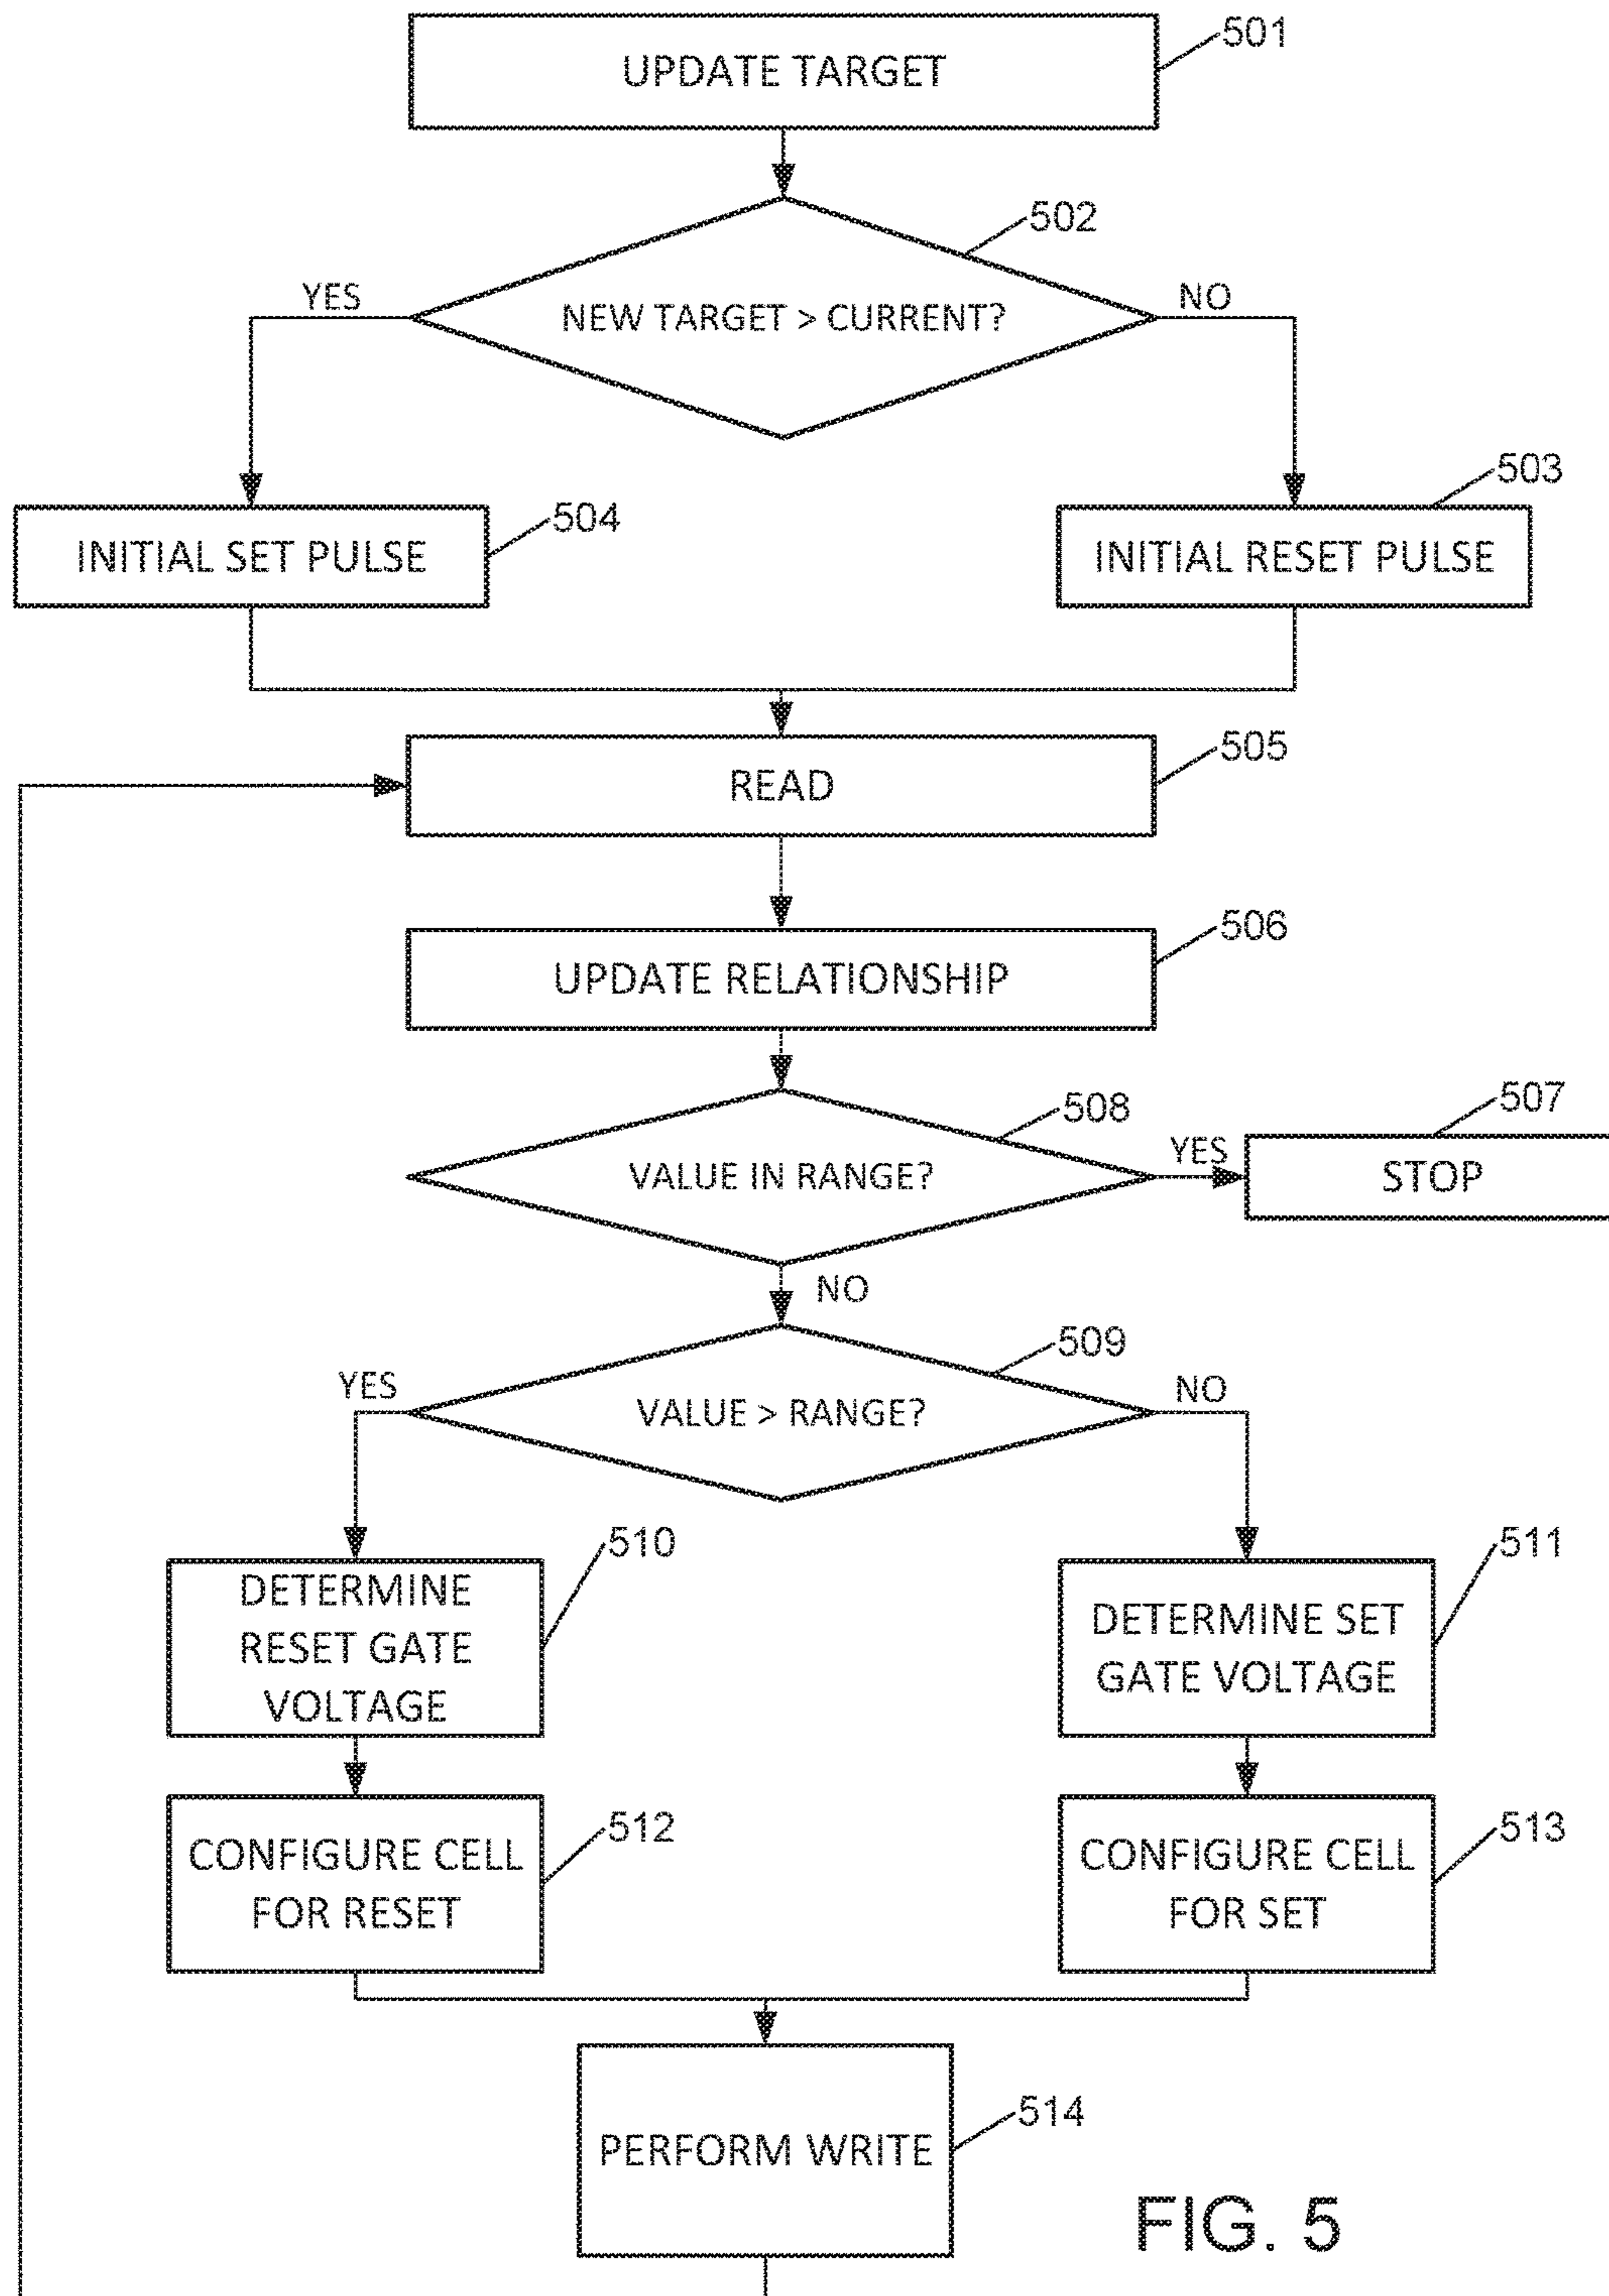 UPDATE TARGET
501
502
YES
NEW TARGET > CURRENT?
NO
503
504
INITIAL SET PULSE
INITIAL RESET PULSE
505
READ
506
UPDATE RELATIONSHIP
508
507
VALUE IN RANGE?
YES
STOP
NO
509
YES
VALUE > RANGE?
NO
510
511
DETERMINE
RESET GATE
VOLTAGE
DETERMINE SET
GATE VOLTAGE
512
513
CONFIGURE CELL
FOR RESET
CONFIGURE CELL
FOR SET
514
PERFORM WRITE
FIG. 5